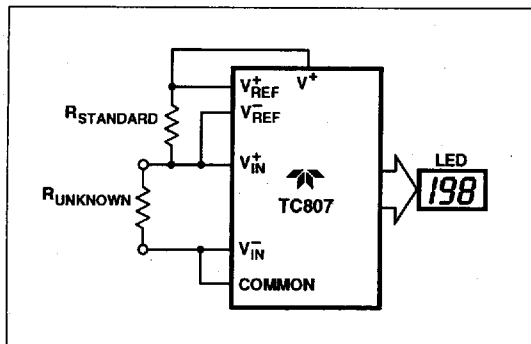 V+
V+REF
RSTANDARD
V-REF
V+IN
LED
198
TC807
RUNKNOWN
V-IN
COMMON